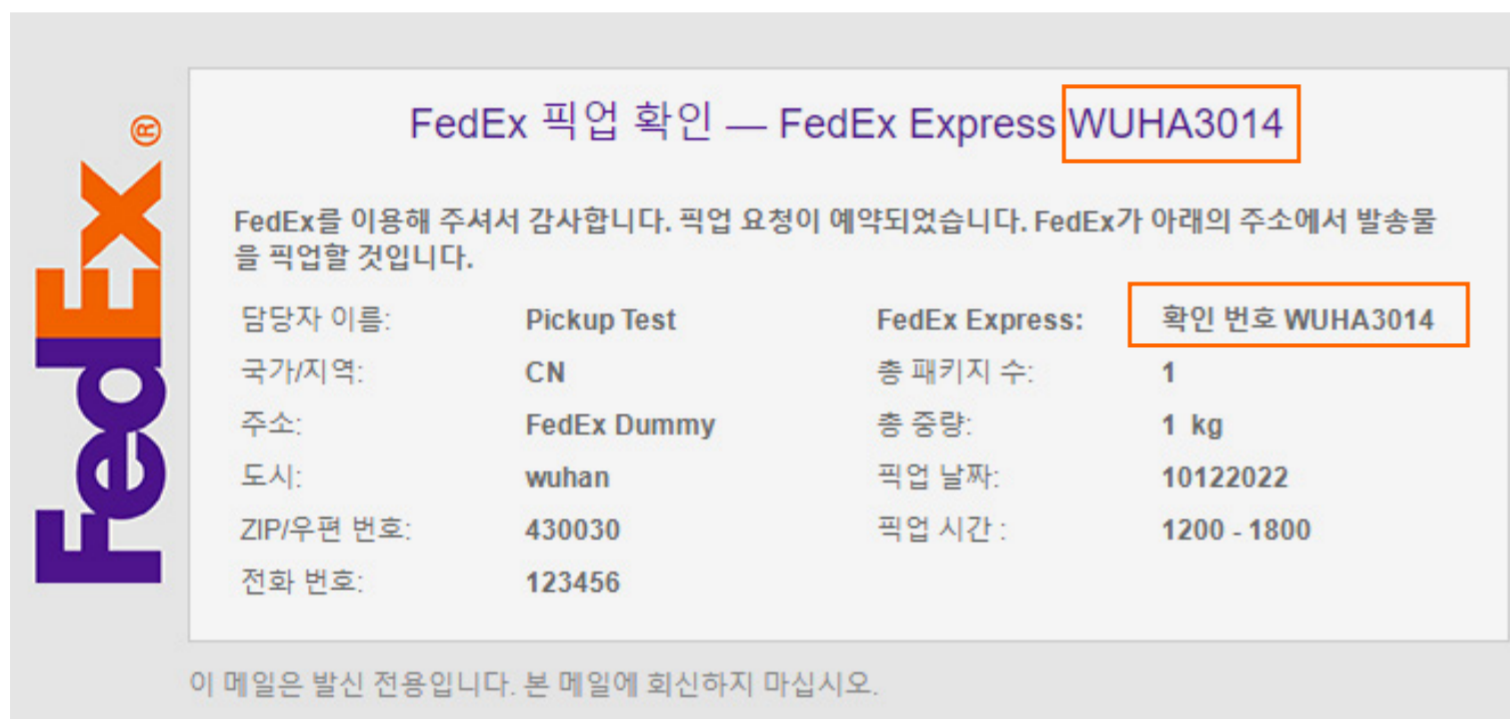 FedEx®
FedEx 픽업 확인 — FedEx Express WUHA3014
FedEx를 이용해 주셔서 감사합니다. 픽업 요청이 예약되었습니다. FedEx가 아래의 주소에서 발송물
을 픽업할 것입니다.
담당자 이름: Pickup Test FedEx Express: 확인 번호 WUHA3014
국가/지역: CN 총 패키지 수: 1
주소: FedEx Dummy 총 중량: 1 kg
도시: wuhan 픽업 날짜: 10122022
ZIP/우편 번호: 430030 픽업 시간 : 1200 - 1800
전화 번호: 123456
이 메일은 발신 전용입니다. 본 메일에 회신하지 마십시오.